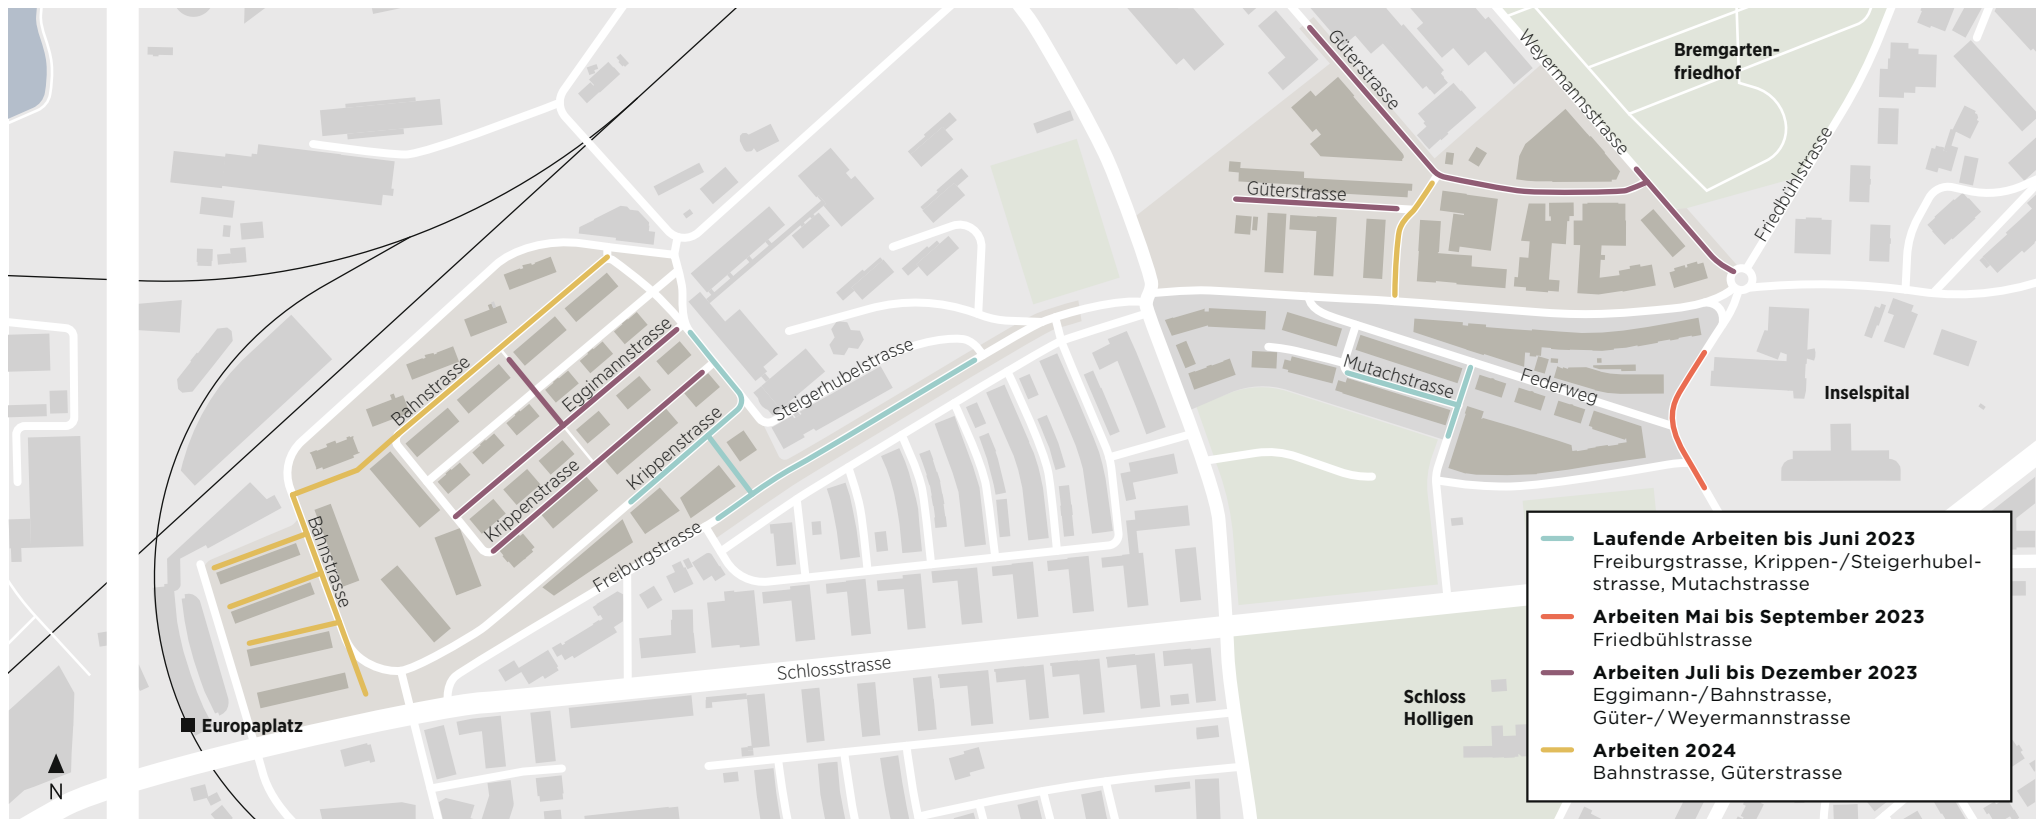 Güterstrasse
Weyermannsstrasse
Bremgarten-
friedhof
Friedbühlstrasse
Güterstrasse
Eggimannstrasse
Bahnstrasse
Steigerhubelstrasse
Mutachstrasse
Federweg
Inselspital
Krippenstrasse
Krippenstrasse
Bahnstrasse
Freiburgstrasse
Schlossstrasse
Schloss
Holligen
Europaplatz
N
Laufende Arbeiten bis Juni 2023
Freiburgstrasse, Krippen-/Steigerhubel-
strasse, Mutachstrasse
Arbeiten Mai bis September 2023
Friedbühlstrasse
Arbeiten Juli bis Dezember 2023
Eggimann-/Bahnstrasse,
Güter-/Weyermannstrasse
Arbeiten 2024
Bahnstrasse, Güterstrasse